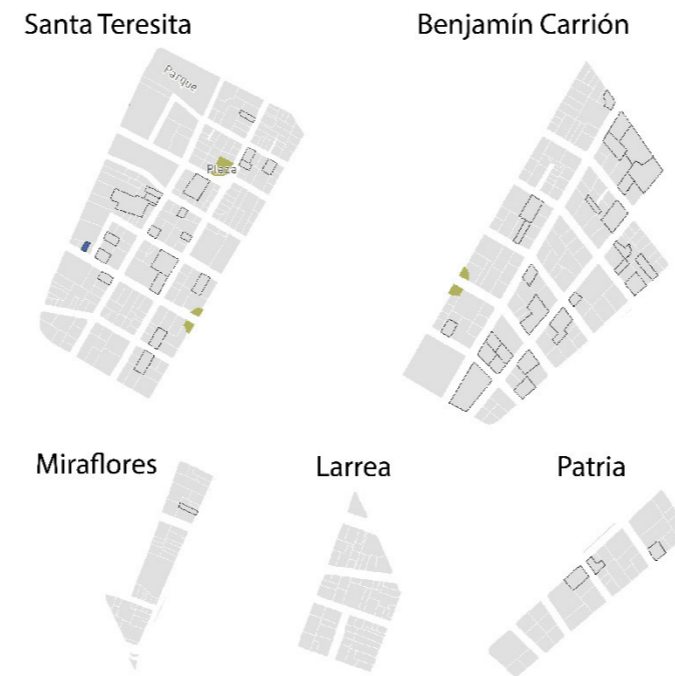 Santa Teresita
Benjamín Carrión
Parque
Plaza
Miraflores
Larrea
Patria